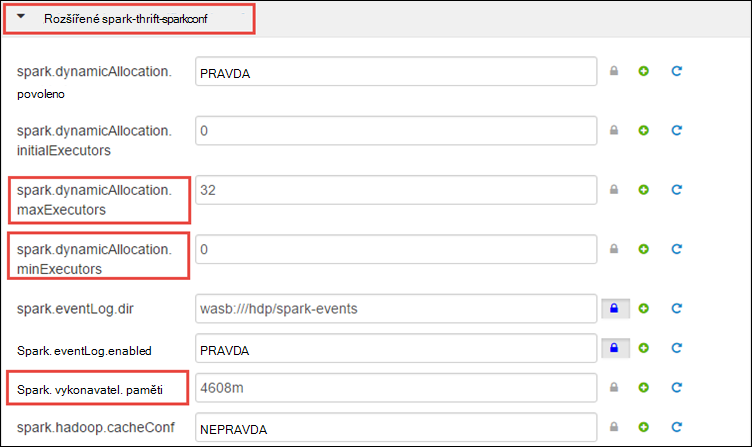 Rozšířené spark-thrift-sparkconf
spark.dynamicAllocation. PRAVDA
povoleno
spark.dynamicAllocation. 0
initialExecutors
spark.dynamicAllocation. 32
maxExecutors
spark.dynamicAllocation. 0
minExecutors
spark.eventLog.dir wasb:///hdp/spark-events
Spark. eventLog.enabled PRAVDA
Spark. vykonavatel. paměti 4608m
spark.hadoop.cacheConf NEPRAVDA